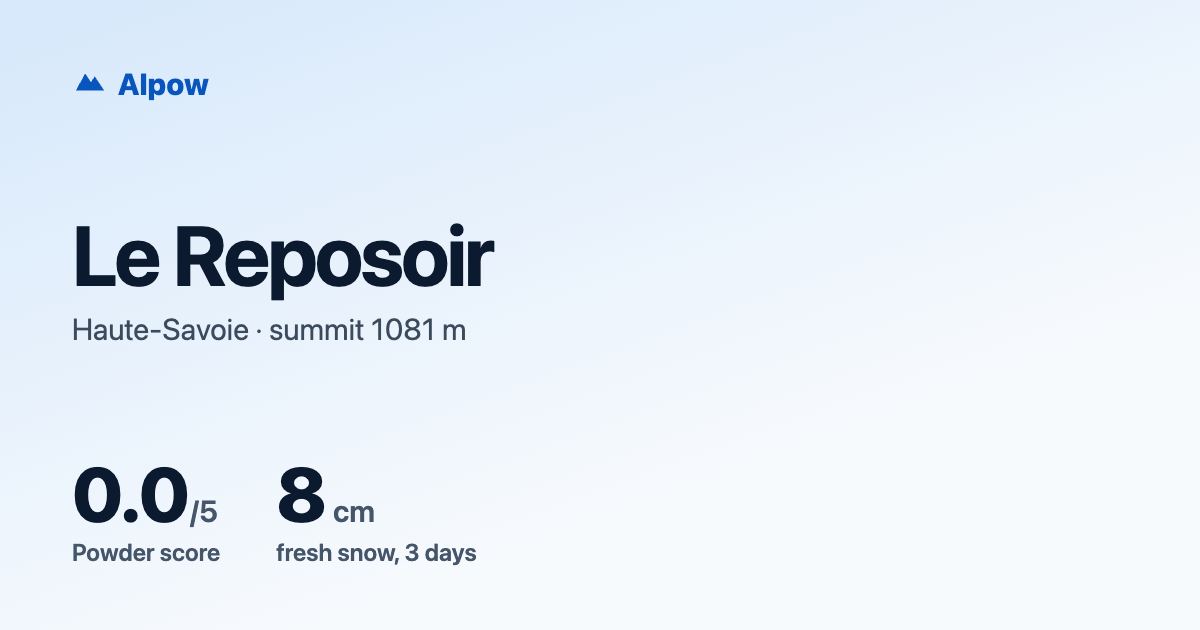 Alpow
Le Reposoir
Haute-Savoie · summit 1081 m
0.0/5 8 cm
Powder score fresh snow, 3 days